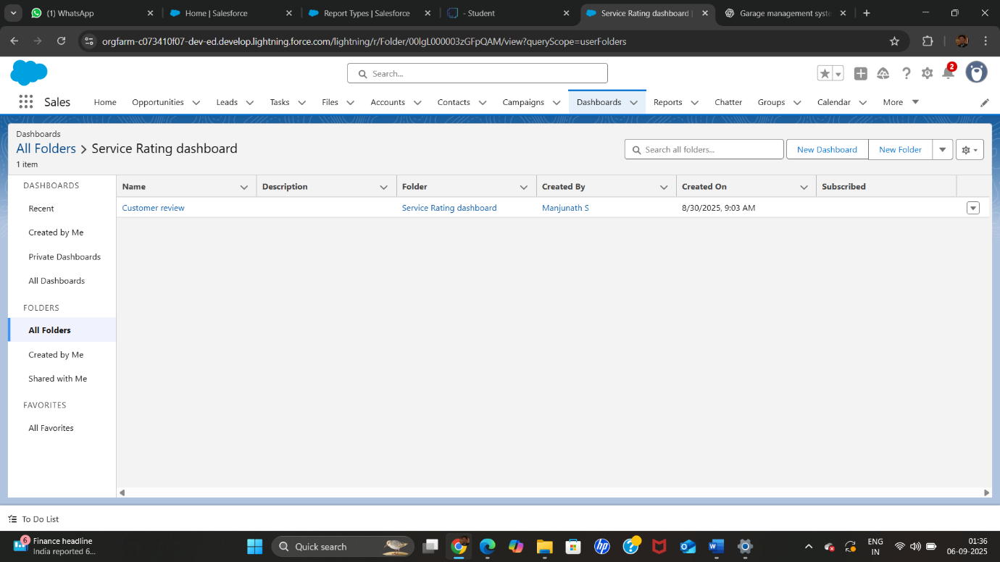 (1) WhatsApp
Home | Salesforce
Report Types | Salesforce
- Student
Service Rating dashboard |
Garage management syste
orgfarm-c073410f07-dev-ed.develop.lightning.force.com/lightning/r/Folder/00lgL000003zGFpQAM/view?queryScope=userFolders
Search...
2
Sales
Home Opportunities Leads Tasks Files Accounts Contacts Campaigns Dashboards Reports Chatter Groups Calendar More
Dashboards
All Folders > Service Rating dashboard
1 item
Search all folders...
New Dashboard
New Folder
DASHBOARDS
Recent
Created by Me
Private Dashboards
All Dashboards
FOLDERS
All Folders
Created by Me
Shared with Me
FAVORITES
All Favorites
Name Description Folder Created By Created On Subscribed
Customer review Service Rating dashboard Manjunath S 8/30/2025, 9:03 AM
To Do List
6
Finance headline
India reported 6...
Quick search
ENG
IN
01:36
06-09-2025